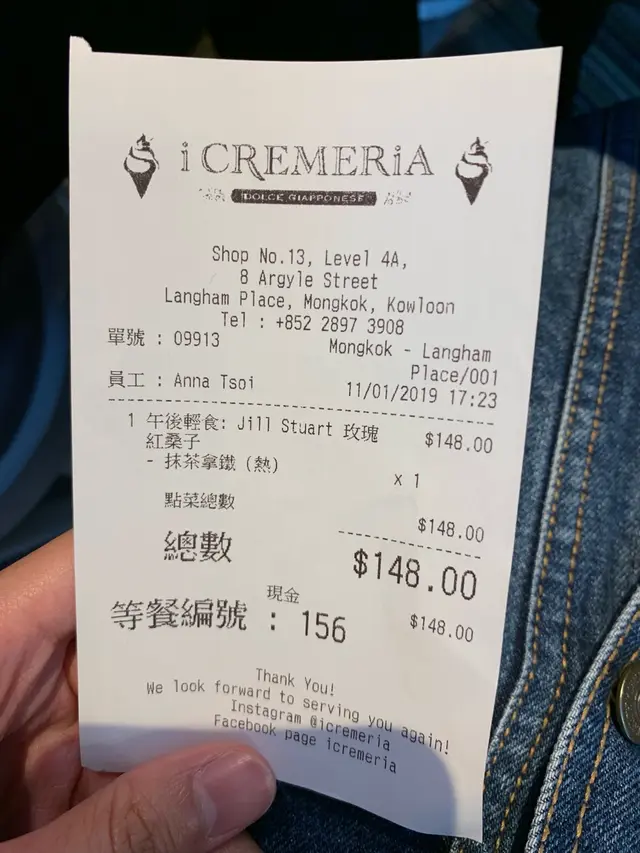 i CREMERiA
DOLCE GIAPPONESE
Shop No.13, Level 4A,
8 Argyle Street
Langham Place, Mongkok, Kowloon
Tel : +852 2897 3908
單號 : 09913
Mongkok - Langham
Place/001
員工 : Anna Tsoi
11/01/2019 17:23
1 午後輕食: Jill Stuart 玫瑰 $148.00
紅桑子
- 抹茶拿鐵 (熱) x 1
點菜總數 $148.00
總數 $148.00
現金 $148.00
等餐編號 : 156
Thank You!
We look forward to serving you again!
Instagram @icremeria
Facebook page icremeria